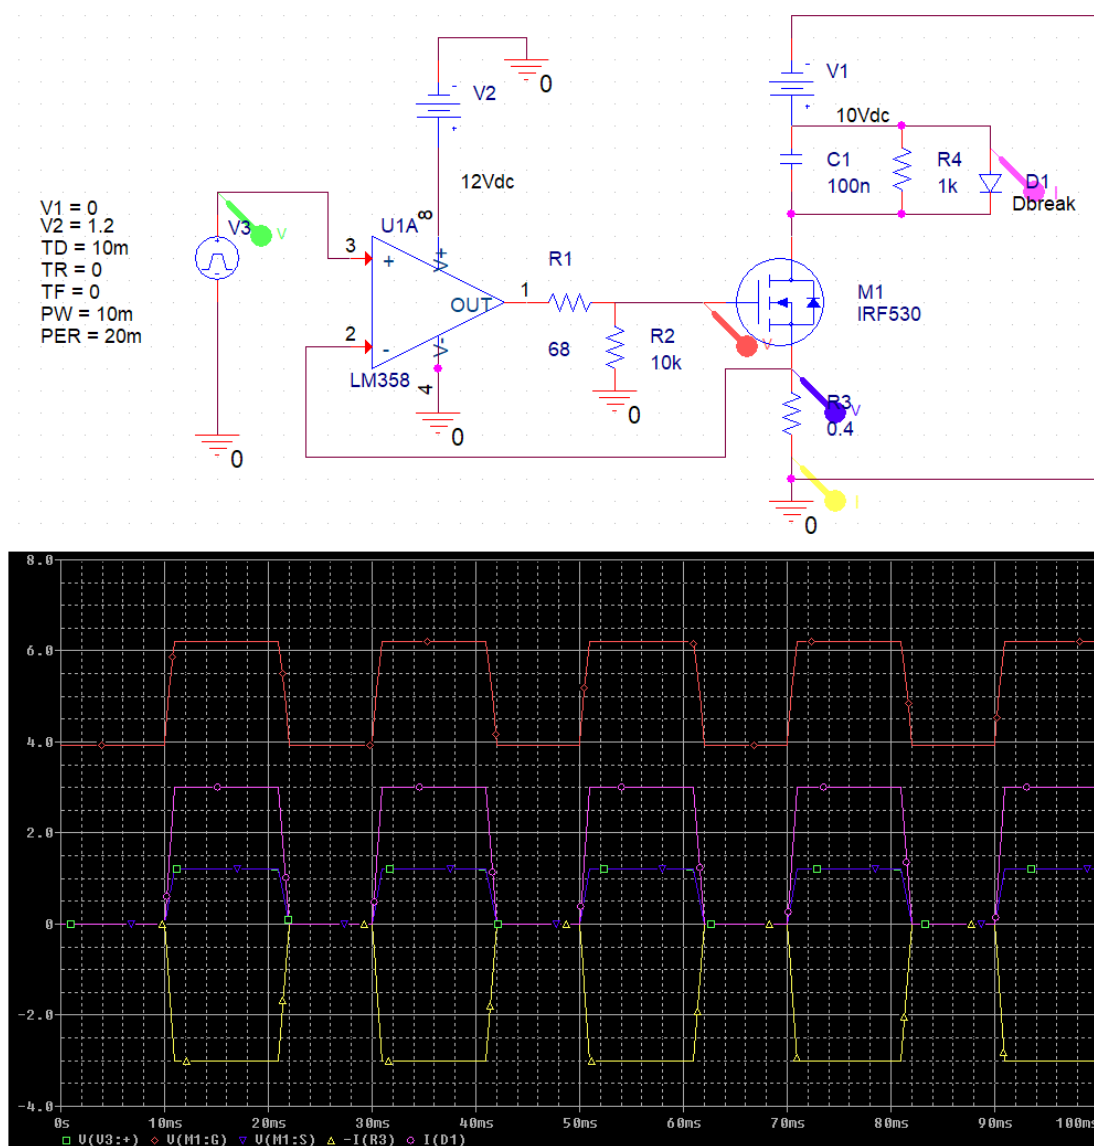 V1 = 0
V2 = 1.2
TD = 10m
TR = 0
TF = 0
PW = 10m
PER = 20m
V3
V
0
V2
12Vdc
0
U1A
8
V+
3
+
2
-
OUT
1
V-
4
LM358
0
R1
68
R2
10k
0
V
V1
10Vdc
C1
100n
R4
1k
D1
Dbreak
I
M1
IRF530
R3
0.4
V
I
0
8.0
6.0
4.0
2.0
0
-2.0
-4.0
0s 10ms 20ms 30ms 40ms 50ms 60ms 70ms 80ms 90ms 100ms
V(V3:+) V(M1:G) V(M1:S) -I(R3) I(D1)